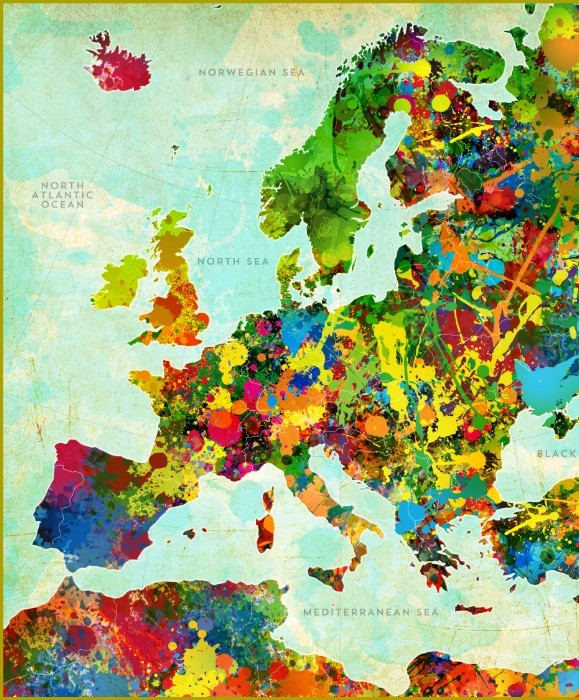 NORWEGIAN SEA
NORTH
ATLANTIC
OCEAN
NORTH SEA
BLACK
MEDITERRANEAN SEA